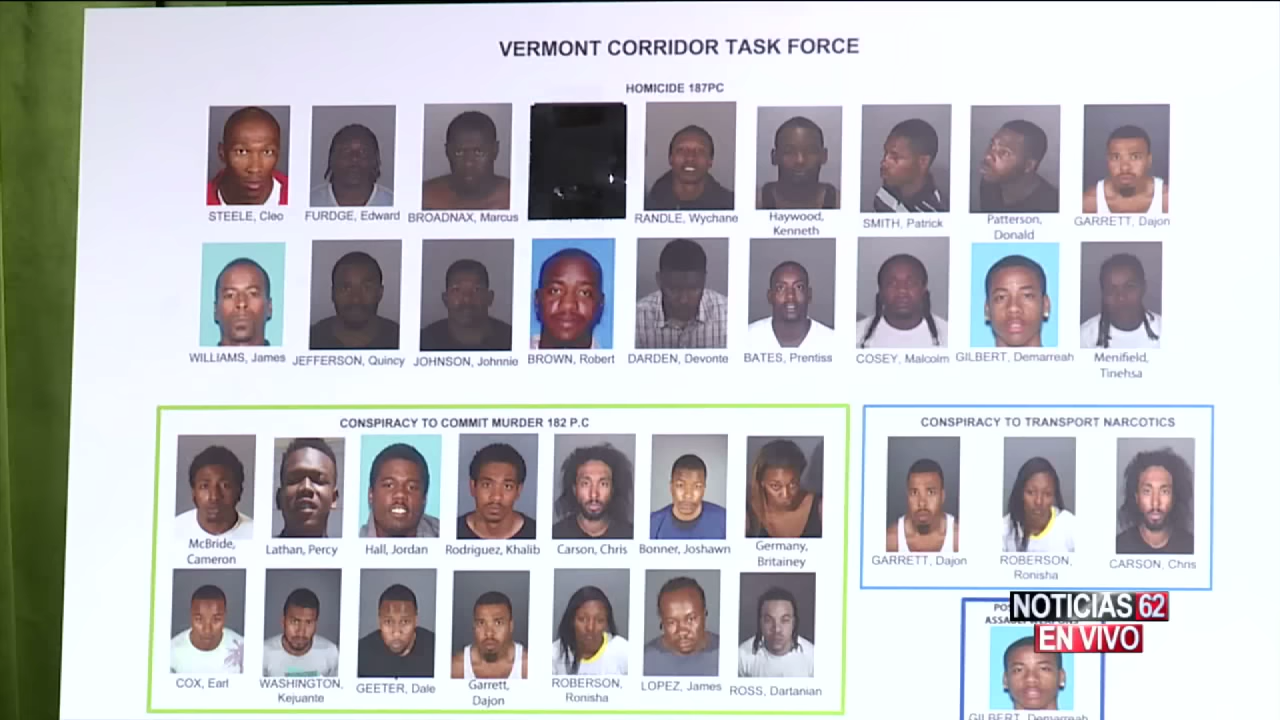 VERMONT CORRIDOR TASK FORCE
HOMICIDE 187PC
STEELE, Cleo FURDGE, Edward BROADNAX, Marcus RANDLE, Wychane Haywood, SMITH, Patrick Patterson, GARRETT, Dajon
Kenneth Donald
WILLIAMS, James JEFFERSON, Quincy JOHNSON, Johnnie BROWN, Robert DARDEN, Devonte BATES, Prentiss COSEY, Malcolm GILBERT, Demarreah Menifield,
Tinehsa
CONSPIRACY TO COMMIT MURDER 182 P.C
McBride, Lathan, Percy Hall, Jordan Rodriguez, Khalib Carson, Chris Bonner, Joshawn Germany,
Cameron Britainey
COX, Earl WASHINGTON, GEETER, Dale Garrett, ROBERSON, LOPEZ, James ROSS, Dartanian
Kejuante Dajon Ronisha
CONSPIRACY TO TRANSPORT NARCOTICS
GARRETT, Dajon ROBERSON, CARSON, Chris
Ronisha
GILBERT, Demarreah
NOTICIAS 62
EN VIVO